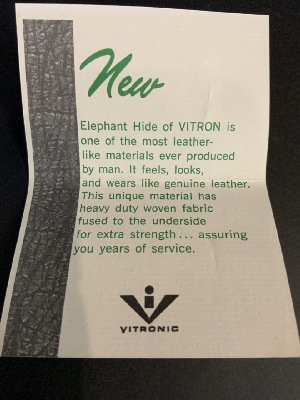 New
Elephant Hide of VITRON is
one of the most leather-
like materials ever produced
by man. It feels, looks,
and wears like genuine leather.
This unique material has
heavy duty woven fabric
fused to the underside
for extra strength... assuring
you years of service.
VITRONIC